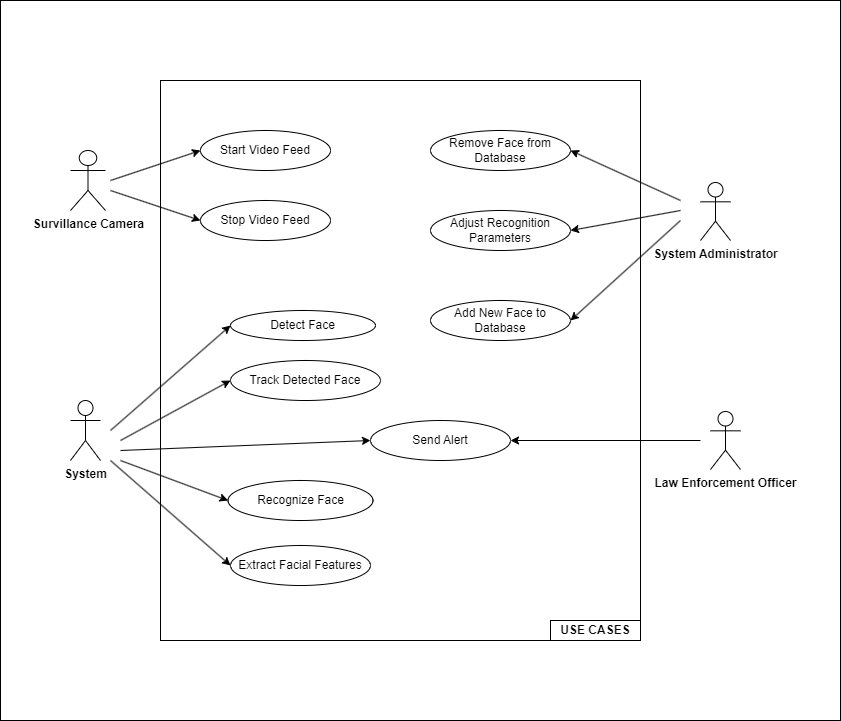 Start Video Feed
Remove Face from
Database
Survillance Camera
Stop Video Feed
Adjust Recognition
Parameters
System Administrator
Detect Face
Add New Face to
Database
Track Detected Face
System
Send Alert
Law Enforcement Officer
Recognize Face
Extract Facial Features
USE CASES